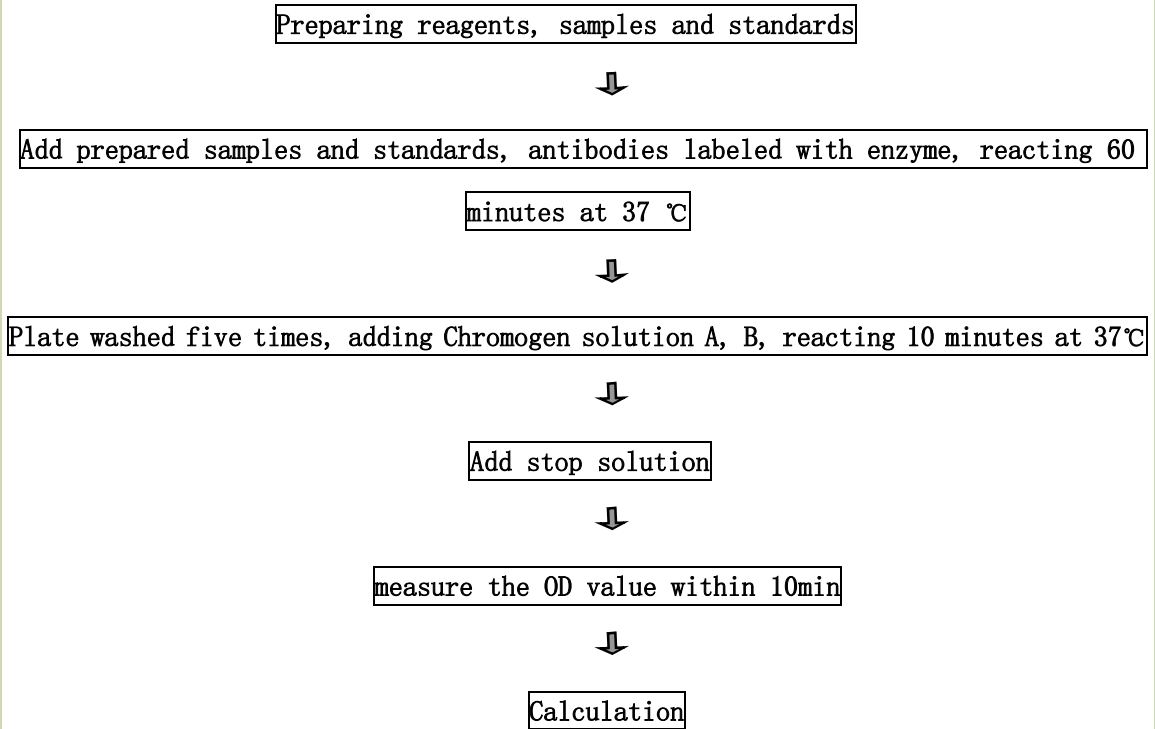 Preparing reagents, samples and standards
Add prepared samples and standards, antibodies labeled with enzyme, reacting 60
minutes at 37 ℃
Plate washed five times, adding Chromogen solution A, B, reacting 10 minutes at 37℃
Add stop solution
measure the OD value within 10min
Calculation